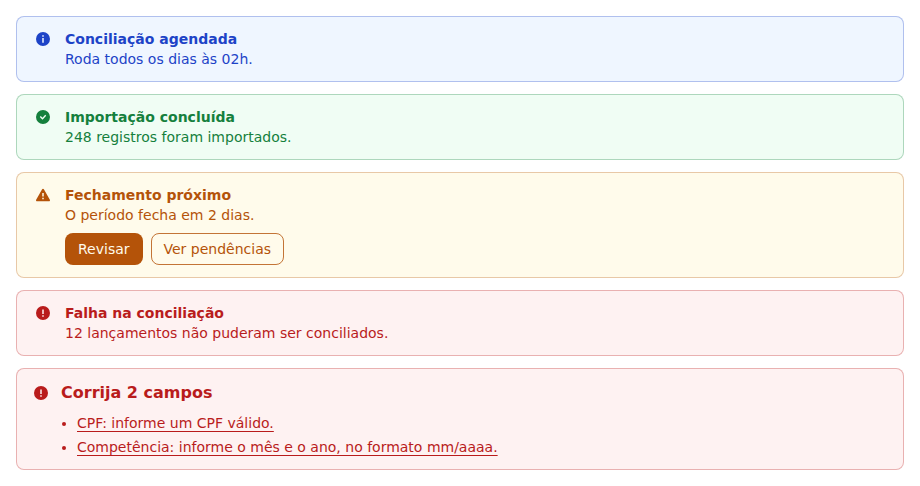 Conciliação agendada
Roda todos os dias às 02h.
Importação concluída
248 registros foram importados.
Fechamento próximo
O período fecha em 2 dias.
Revisar
Ver pendências
Falha na conciliação
12 lançamentos não puderam ser conciliados.
Corrija 2 campos
• CPF: informe um CPF válido.
• Competência: informe o mês e o ano, no formato mm/aaaa.